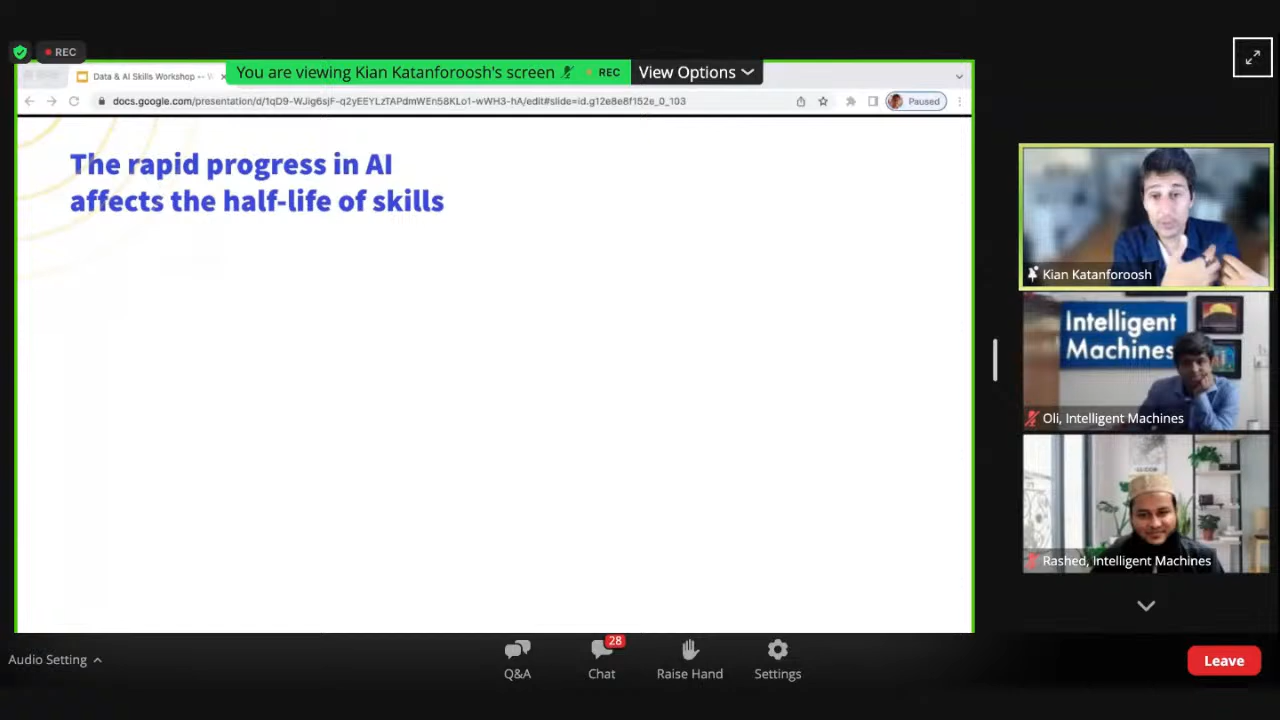 REC
Data & AI Skills Workshop --
You are viewing Kian Katanforoosh's screen
REC
View Options
docs.google.com/presentation/d/1qD9-WJig6sjF-q2yEEYLzTAPdmWEn58KLo1-wWH3-hA/edit#slide=id.g12e8e8f152e_0_103
Paused
The rapid progress in AI
affects the half-life of skills
Kian Katanforoosh
Intelligent
Machines
Oli, Intelligent Machines
Rashed, Intelligent Machines
Audio Setting
Q&A
28
Chat
Raise Hand
Settings
Leave